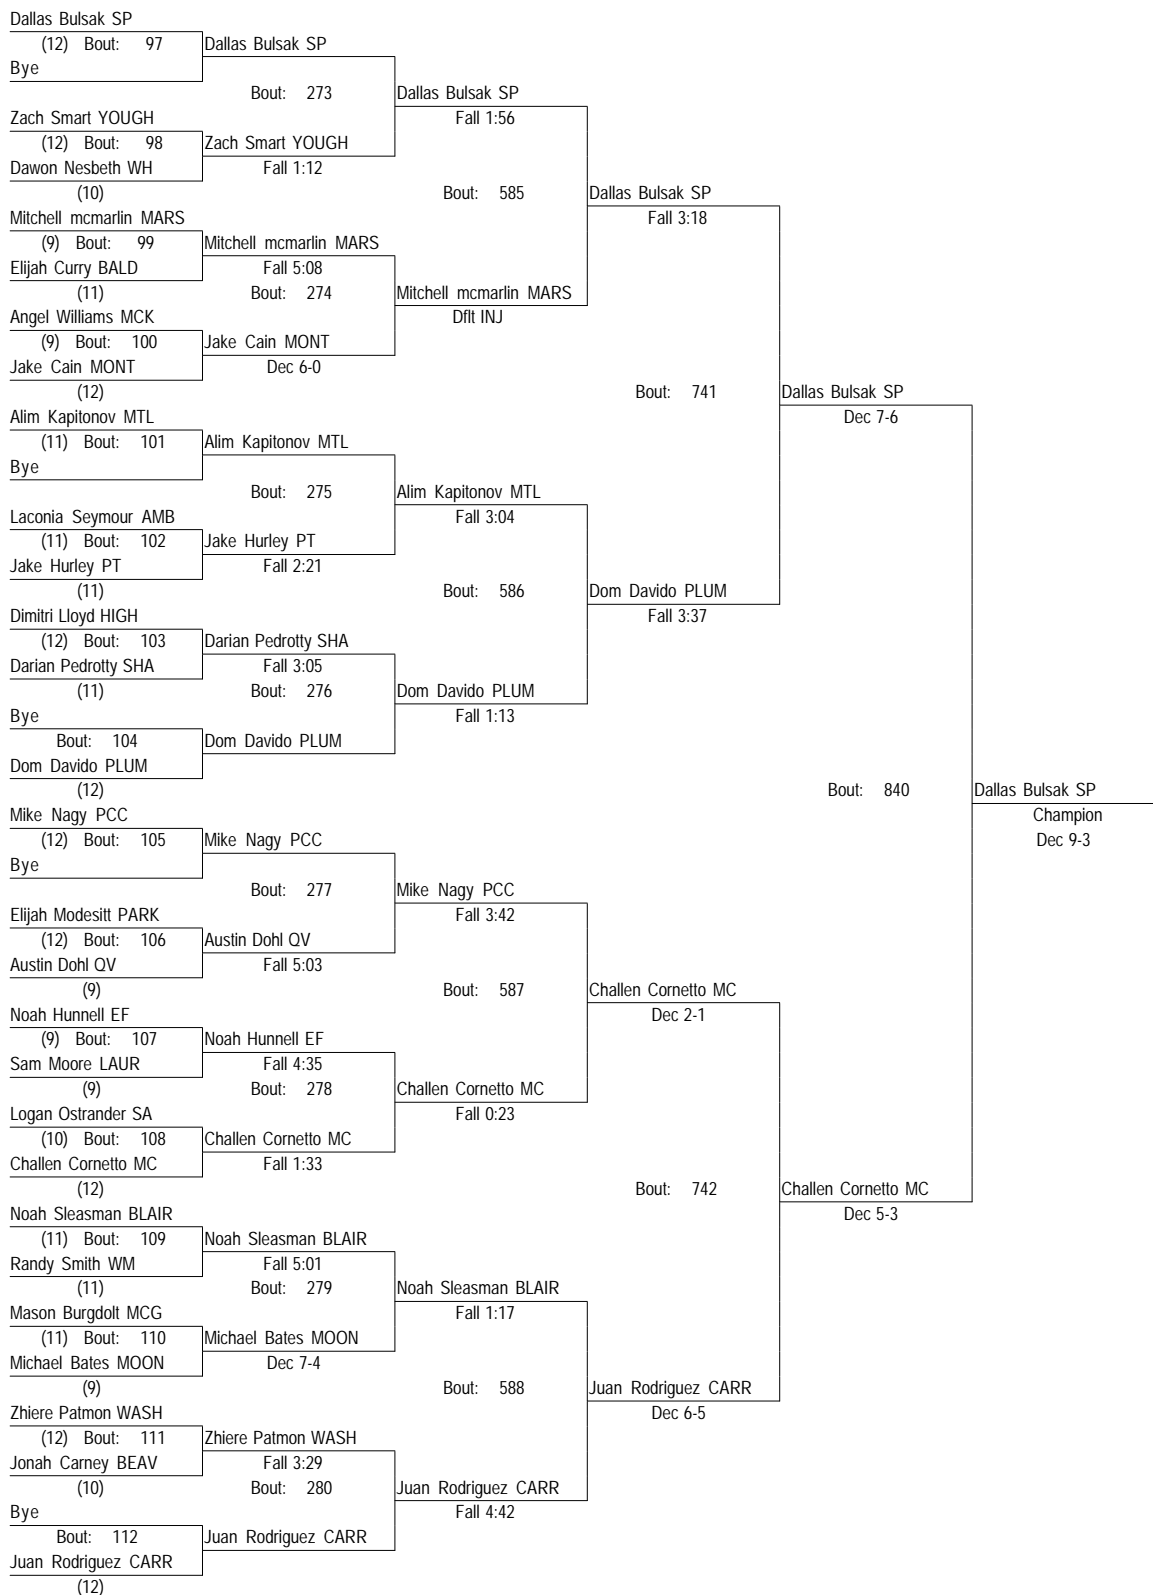 Dallas Bulsak SP
(12) Bout: 97 Dallas Bulsak SP
Bye
Bout: 273 Dallas Bulsak SP
Zach Smart YOUGH Fall 1:56
(12) Bout: 98 Zach Smart YOUGH
Dawon Nesbeth WH Fall 1:12
(10) Bout: 585 Dallas Bulsak SP
Mitchell mcmarlin MARS Fall 3:18
(9) Bout: 99 Mitchell mcmarlin MARS
Elijah Curry BALD Fall 5:08
(11) Bout: 274 Mitchell mcmarlin MARS
Angel Williams MCK Dflt INJ
(9) Bout: 100 Jake Cain MONT
Jake Cain MONT Dec 6-0
(12) Bout: 741 Dallas Bulsak SP
Alim Kapitonov MTL Dec 7-6
(11) Bout: 101 Alim Kapitonov MTL
Bye
Bout: 275 Alim Kapitonov MTL
Laconia Seymour AMB Fall 3:04
(11) Bout: 102 Jake Hurley PT
Jake Hurley PT Fall 2:21
(11) Bout: 586 Dom Davido PLUM
Dimitri Lloyd HIGH Fall 3:37
(12) Bout: 103 Darian Pedrotty SHA
Darian Pedrotty SHA Fall 3:05
(11) Bout: 276 Dom Davido PLUM
Bye Fall 1:13
Bout: 104 Dom Davido PLUM
Dom Davido PLUM
(12) Bout: 840 Dallas Bulsak SP
Mike Nagy PCC Champion
(12) Bout: 105 Mike Nagy PCC Dec 9-3
Bye
Bout: 277 Mike Nagy PCC
Elijah Modesitt PARK Fall 3:42
(12) Bout: 106 Austin Dohl QV
Austin Dohl QV Fall 5:03
(9) Bout: 587 Challen Cornetto MC
Noah Hunnell EF Dec 2-1
(9) Bout: 107 Noah Hunnell EF
Sam Moore LAUR Fall 4:35
(9) Bout: 278 Challen Cornetto MC
Logan Ostrander SA Fall 0:23
(10) Bout: 108 Challen Cornetto MC
Challen Cornetto MC Fall 1:33
(12) Bout: 742 Challen Cornetto MC
Noah Sleasman BLAIR Dec 5-3
(11) Bout: 109 Noah Sleasman BLAIR
Randy Smith WM Fall 5:01
(11) Bout: 279 Noah Sleasman BLAIR
Mason Burgdolt MCG Fall 1:17
(11) Bout: 110 Michael Bates MOON
Michael Bates MOON Dec 7-4
(9) Bout: 588 Juan Rodriguez CARR
Zhiere Patmon WASH Dec 6-5
(12) Bout: 111 Zhiere Patmon WASH
Jonah Carney BEAV Fall 3:29
(10) Bout: 280 Juan Rodriguez CARR
Bye Fall 4:42
Bout: 112 Juan Rodriguez CARR
Juan Rodriguez CARR
(12)